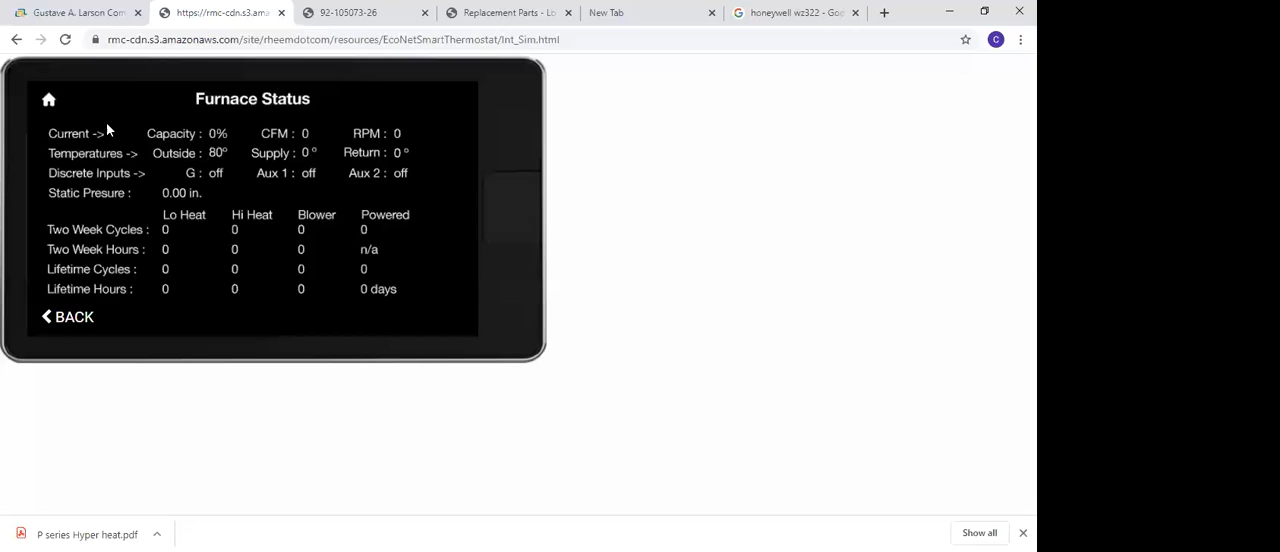 Gustave A. Larson Com
https://rmc-cdn.s3.ama
92-105073-26
Replacement Parts - Lb
New Tab
honeywell wz322 - Goo
rmc-cdn.s3.amazonaws.com/site/rheemdotcom/resources/EcoNetSmartThermostat/Int_Sim.html
C
Furnace Status
Current -> Capacity : 0% CFM : 0 RPM : 0
Temperatures -> Outside : 80° Supply : 0° Return : 0°
Discrete Inputs -> G : off Aux 1 : off Aux 2 : off
Static Presure : 0.00 in.
Lo Heat Hi Heat Blower Powered
Two Week Cycles : 0 0 0 0
Two Week Hours : 0 0 0 n/a
Lifetime Cycles : 0 0 0 0
Lifetime Hours : 0 0 0 0 days
BACK
P series Hyper heat.pdf
Show all